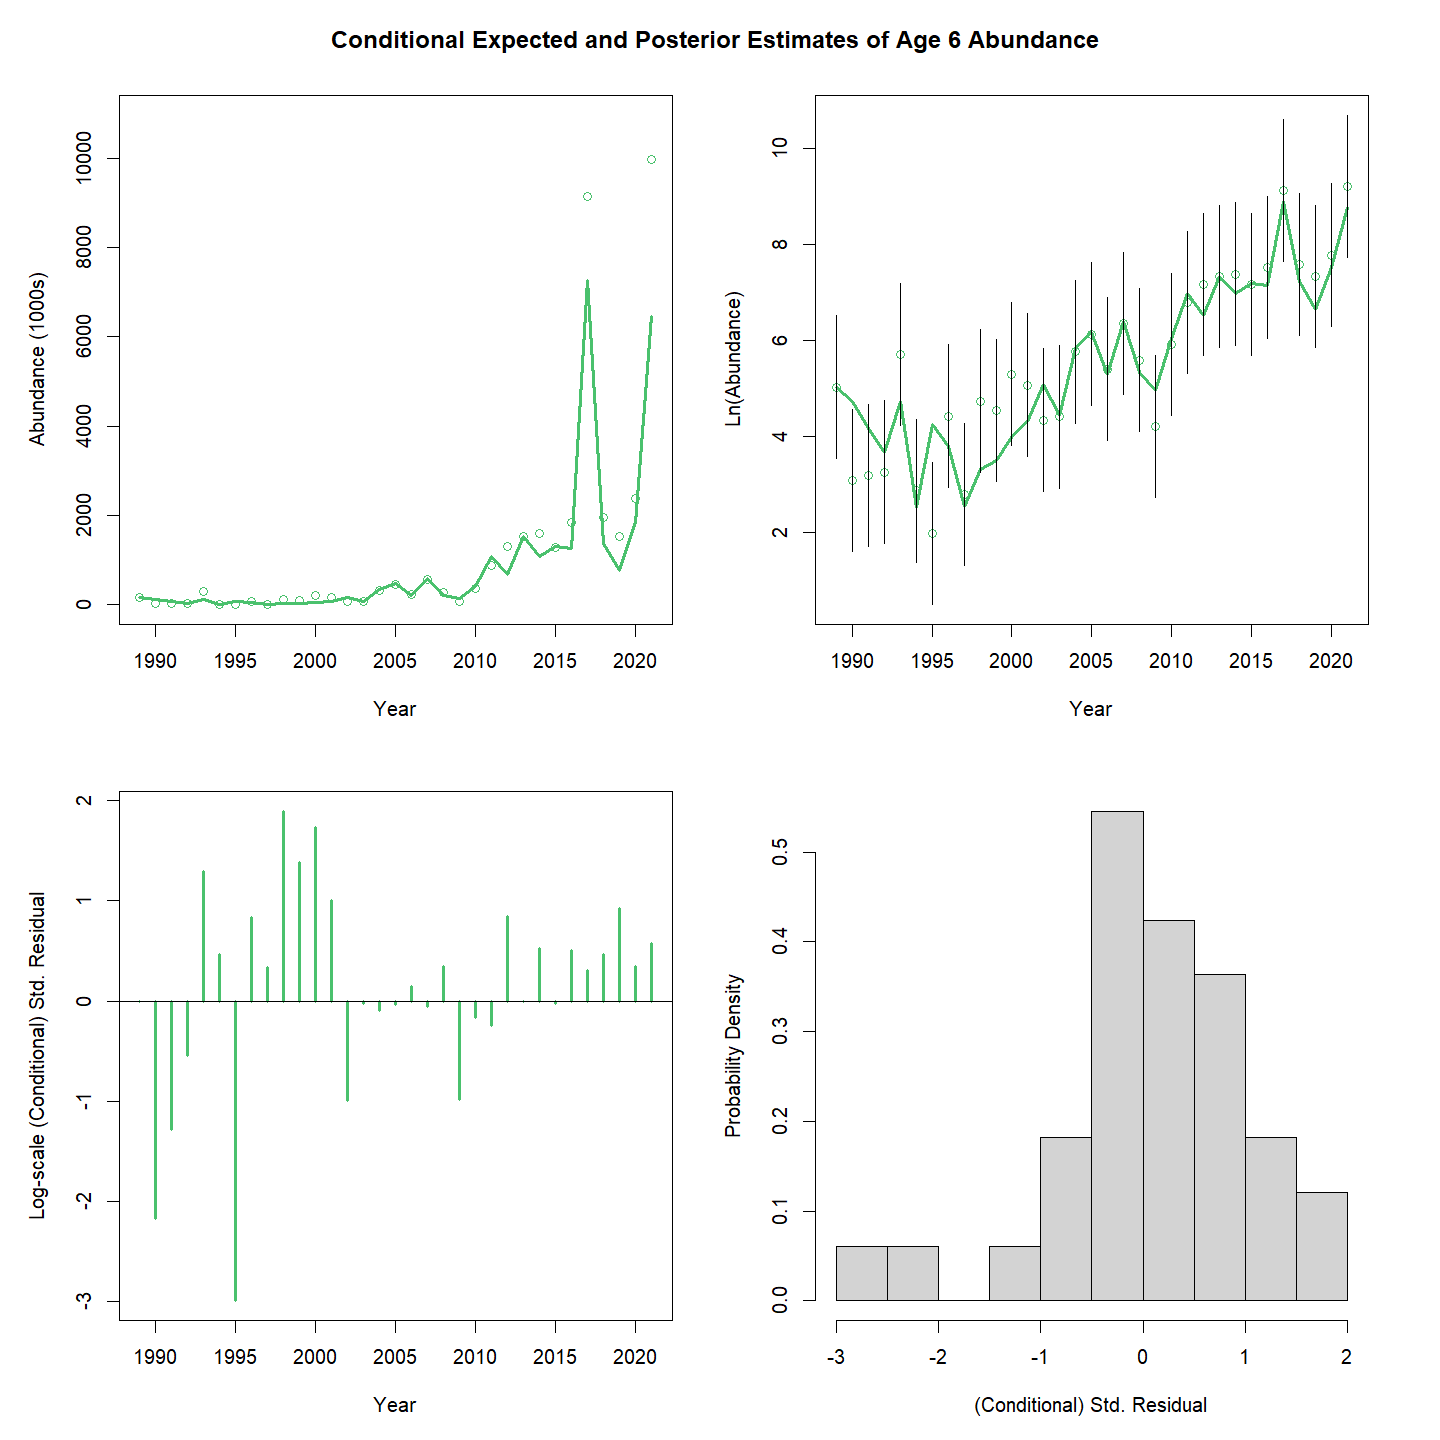 Conditional Expected and Posterior Estimates of Age 6 Abundance
Abundance (1000s)
0
2000
4000
6000
8000
10000
1990 1995 2000 2005 2010 2015 2020
Year
Ln(Abundance)
2
4
6
8
10
1990 1995 2000 2005 2010 2015 2020
Year
Log-scale (Conditional) Std. Residual
-3
-2
-1
0
1
2
1990 1995 2000 2005 2010 2015 2020
Year
Probability Density
0.0
0.1
0.2
0.3
0.4
0.5
-3 -2 -1 0 1 2
(Conditional) Std. Residual